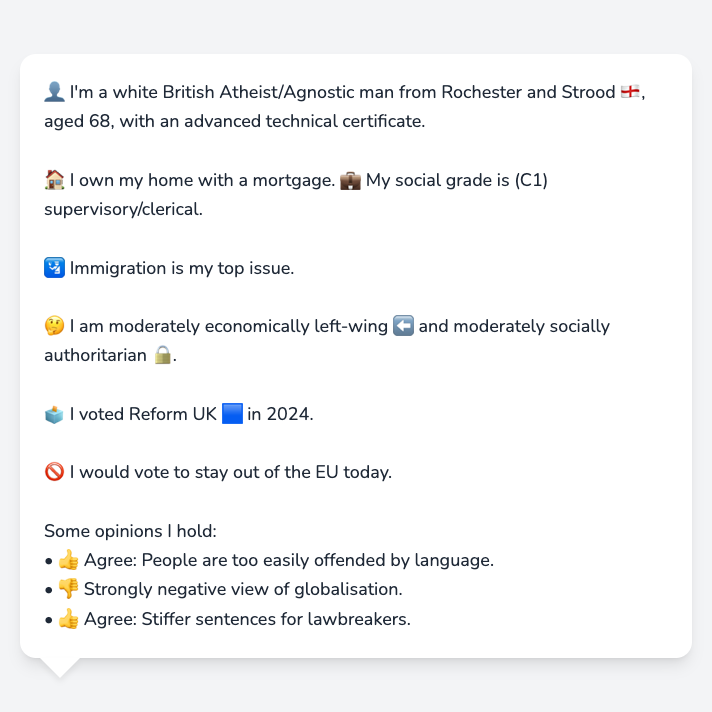 👤 I'm a white British Atheist/Agnostic man from Rochester and Strood 🏴󠁧󠁢󠁥󠁮󠁧󠁿,
aged 68, with an advanced technical certificate.
🏠 I own my home with a mortgage. 💼 My social grade is (C1)
supervisory/clerical.
🛂 Immigration is my top issue.
🤔 I am moderately economically left-wing ⬅️ and moderately socially
authoritarian 🔒.
🗳️ I voted Reform UK 🟦 in 2024.
🚫 I would vote to stay out of the EU today.
Some opinions I hold:
• 👍 Agree: People are too easily offended by language.
• 👎 Strongly negative view of globalisation.
• 👍 Agree: Stiffer sentences for lawbreakers.